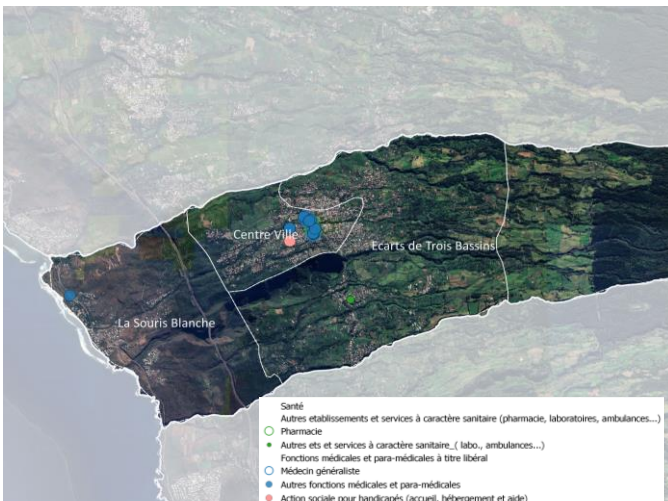 Centre Ville
Ecarts de Trois Bassins
La Souris Blanche
Santé
Autres etablissements et services à caractère sanitaire (pharmacie, laboratoires, ambulances...)
Pharmacie
Autres ets et services à caractère sanitaire_( labo., ambulances...)
Fonctions médicales et para-médicales à titre libéral
Médecin généraliste
Autres fonctions médicales et para-médicales
Action sociale pour handicapés (accueil, hébergement et aide)